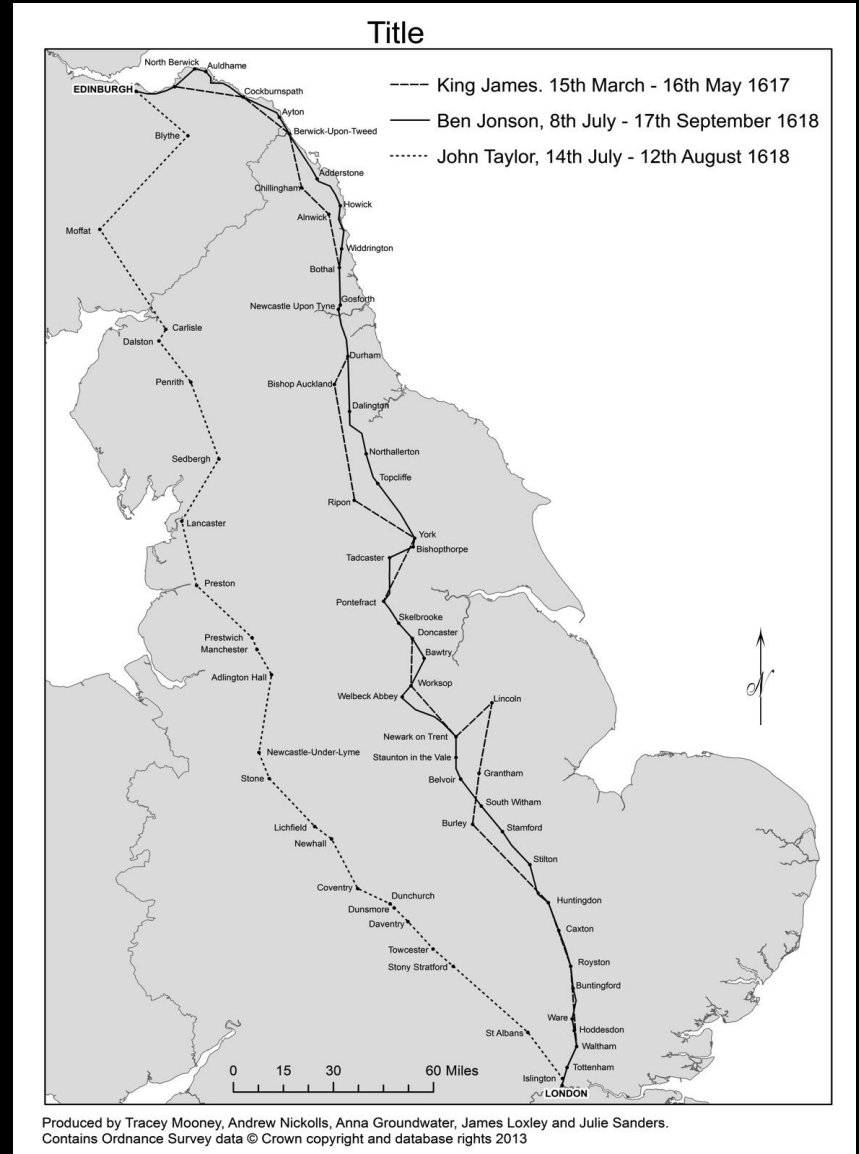 Title
King James. 15th March - 16th May 1617
Ben Jonson, 8th July - 17th September 1618
John Taylor, 14th July - 12th August 1618
North Berwick
Auldhame
EDINBURGH
Cockburnspath
Ayton
Blythe
Berwick-Upon-Tweed
Adderstone
Chillingham
Howick
Alnwick
Moffat
Widdrington
Bothal
Gosforth
Newcastle Upon Tyne
Carlisle
Dalston
Durham
Penrith
Bishop Auckland
Dalington
Northallerton
Sedbergh
Topcliffe
Ripon
Lancaster
York
Bishopthorpe
Tadcaster
Preston
Pontefract
Skelbrooke
Doncaster
Prestwich
Manchester
Bawtry
Adlington Hall
Worksop
Welbeck Abbey
Lincoln
N
Newark on Trent
Newcastle-Under-Lyme
Staunton in the Vale
Grantham
Stone
Belvoir
South Witham
Burley
Lichfield
Stamford
Newhall
Stilton
Coventry
Dunchurch
Huntingdon
Dunsmore
Daventry
Caxton
Towcester
Stony Stratford
Royston
Buntingford
Ware
St Albans
Hoddesdon
Waltham
Tottenham
0 15 30 60 Miles
Islington
LONDON
Produced by Tracey Mooney, Andrew Nickolls, Anna Groundwater, James Loxley and Julie Sanders.
Contains Ordnance Survey data © Crown copyright and database rights 2013